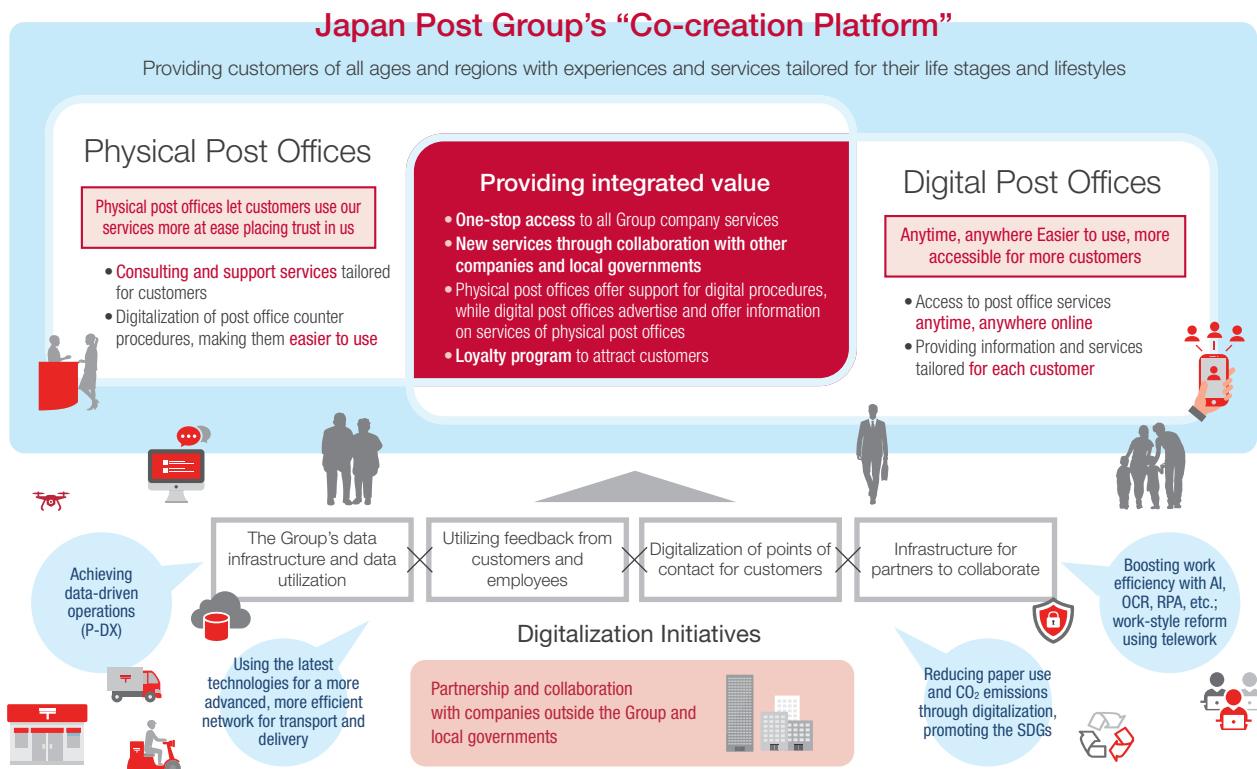 Japan Post Group's “Co-creation Platform”
Providing customers of all ages and regions with experiences and services tailored for their life stages and lifestyles
Physical Post Offices
Physical post offices let customers use our
services more at ease placing trust in us
• Consulting and support services tailored
for customers
• Digitalization of post office counter
procedures, making them easier to use
Providing integrated value
• One-stop access to all Group company services
• New services through collaboration with other
companies and local governments
• Physical post offices offer support for digital procedures,
while digital post offices advertise and offer information
on services of physical post offices
• Loyalty program to attract customers
Digital Post Offices
Anytime, anywhere Easier to use, more
accessible for more customers
• Access to post office services
anytime, anywhere online
• Providing information and services
tailored for each customer
The Group's data
infrastructure and data
utilization
Utilizing feedback from
customers and
employees
Digitalization of points of
contact for customers
Infrastructure for
partners to collaborate
Achieving
data-driven
operations
(P-DX)
Using the latest
technologies for a more
advanced, more efficient
network for transport and
delivery
Digitalization Initiatives
Partnership and collaboration
with companies outside the Group and
local governments
Reducing paper use
and CO₂ emissions
through digitalization,
promoting the SDGs
Boosting work
efficiency with AI,
OCR, RPA, etc.;
work-style reform
using telework